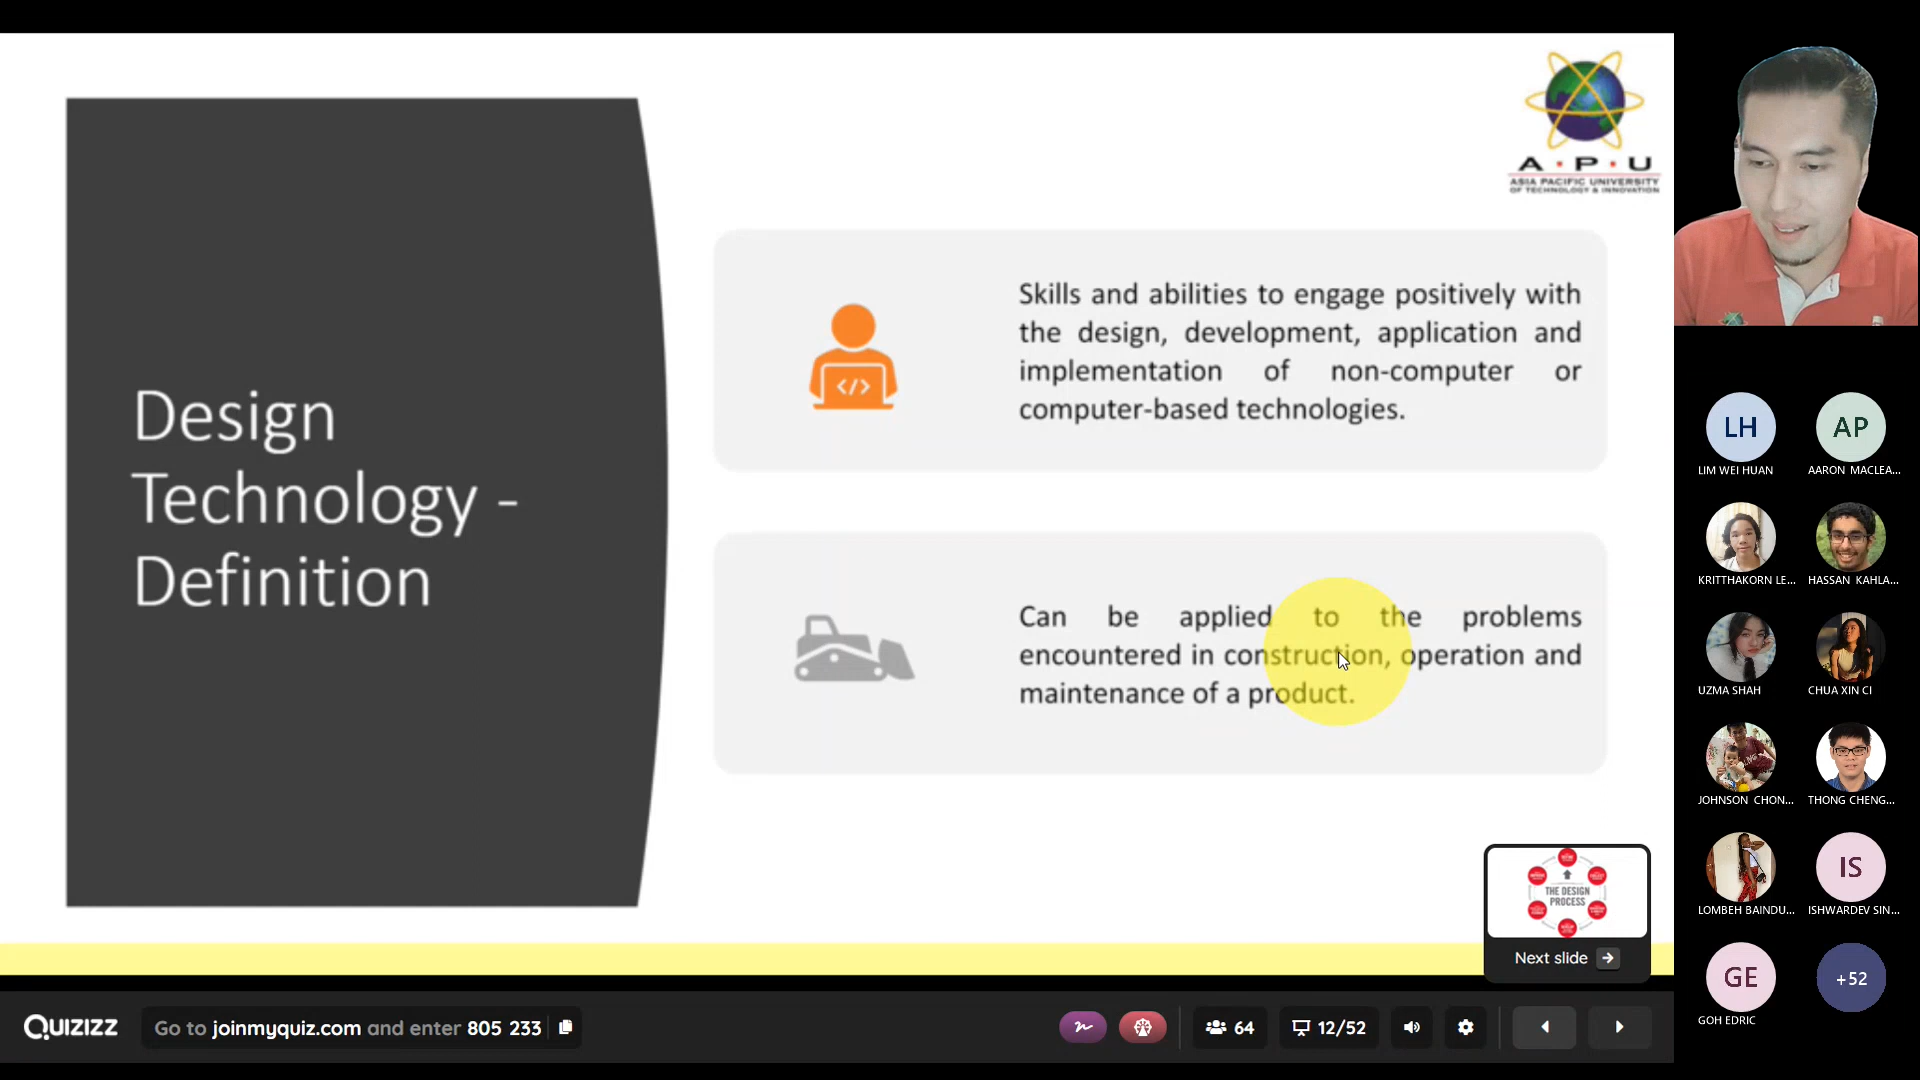 A · P · U
ASIA PACIFIC UNIVERSITY
OF TECHNOLOGY & INNOVATION
Design
Technology -
Definition
Skills and abilities to engage positively with
the design, development, application and
implementation of non-computer or
computer-based technologies.
</>
Can be applied to the problems
encountered in construction, operation and
maintenance of a product.
THE DESIGN
PROCESS
Next slide
QUIZIZZ
Go to joinmyquiz.com and enter 805 233
64
12/52
LH
LIM WEI HUAN
AP
AARON MACLEA...
KRITTHAKORN LE...
HASSAN KAHLA...
UZMA SHAH
CHUA XIN CI
JOHNSON CHON...
THONG CHENG...
LOMBEH BAINDU...
IS
ISHWARDEV SIN...
GE
GOH EDRIC
+52